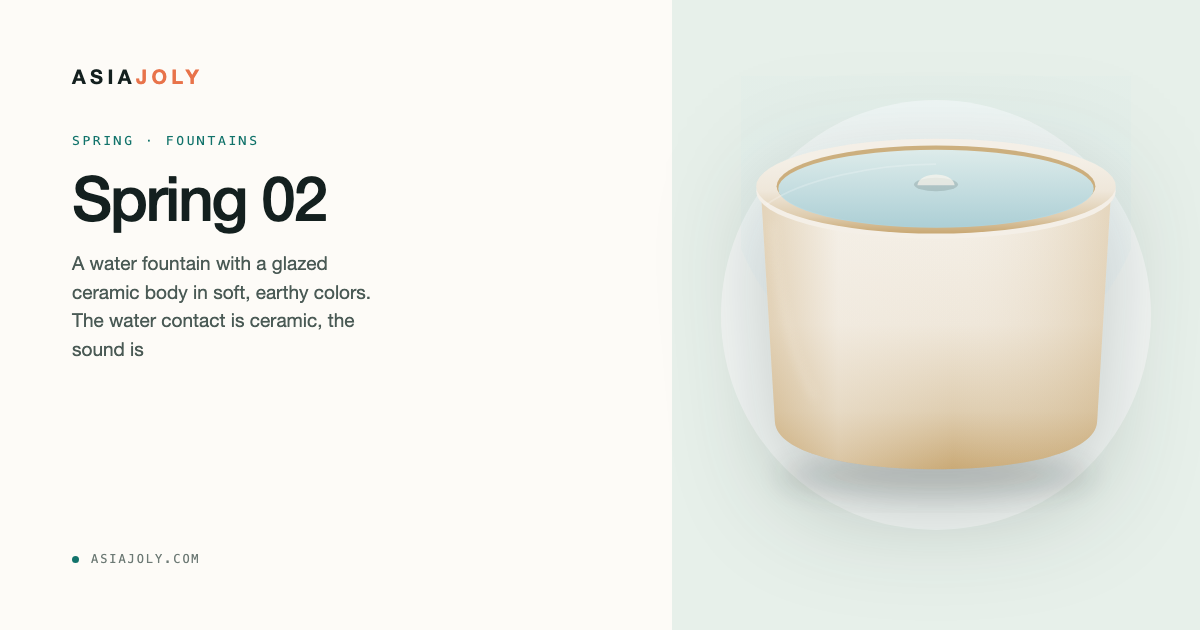 ASIAJOLY
SPRING · FOUNTAINS
Spring 02
A water fountain with a glazed
ceramic body in soft, earthy colors.
The water contact is ceramic, the
sound is
ASIAJOLY.COM